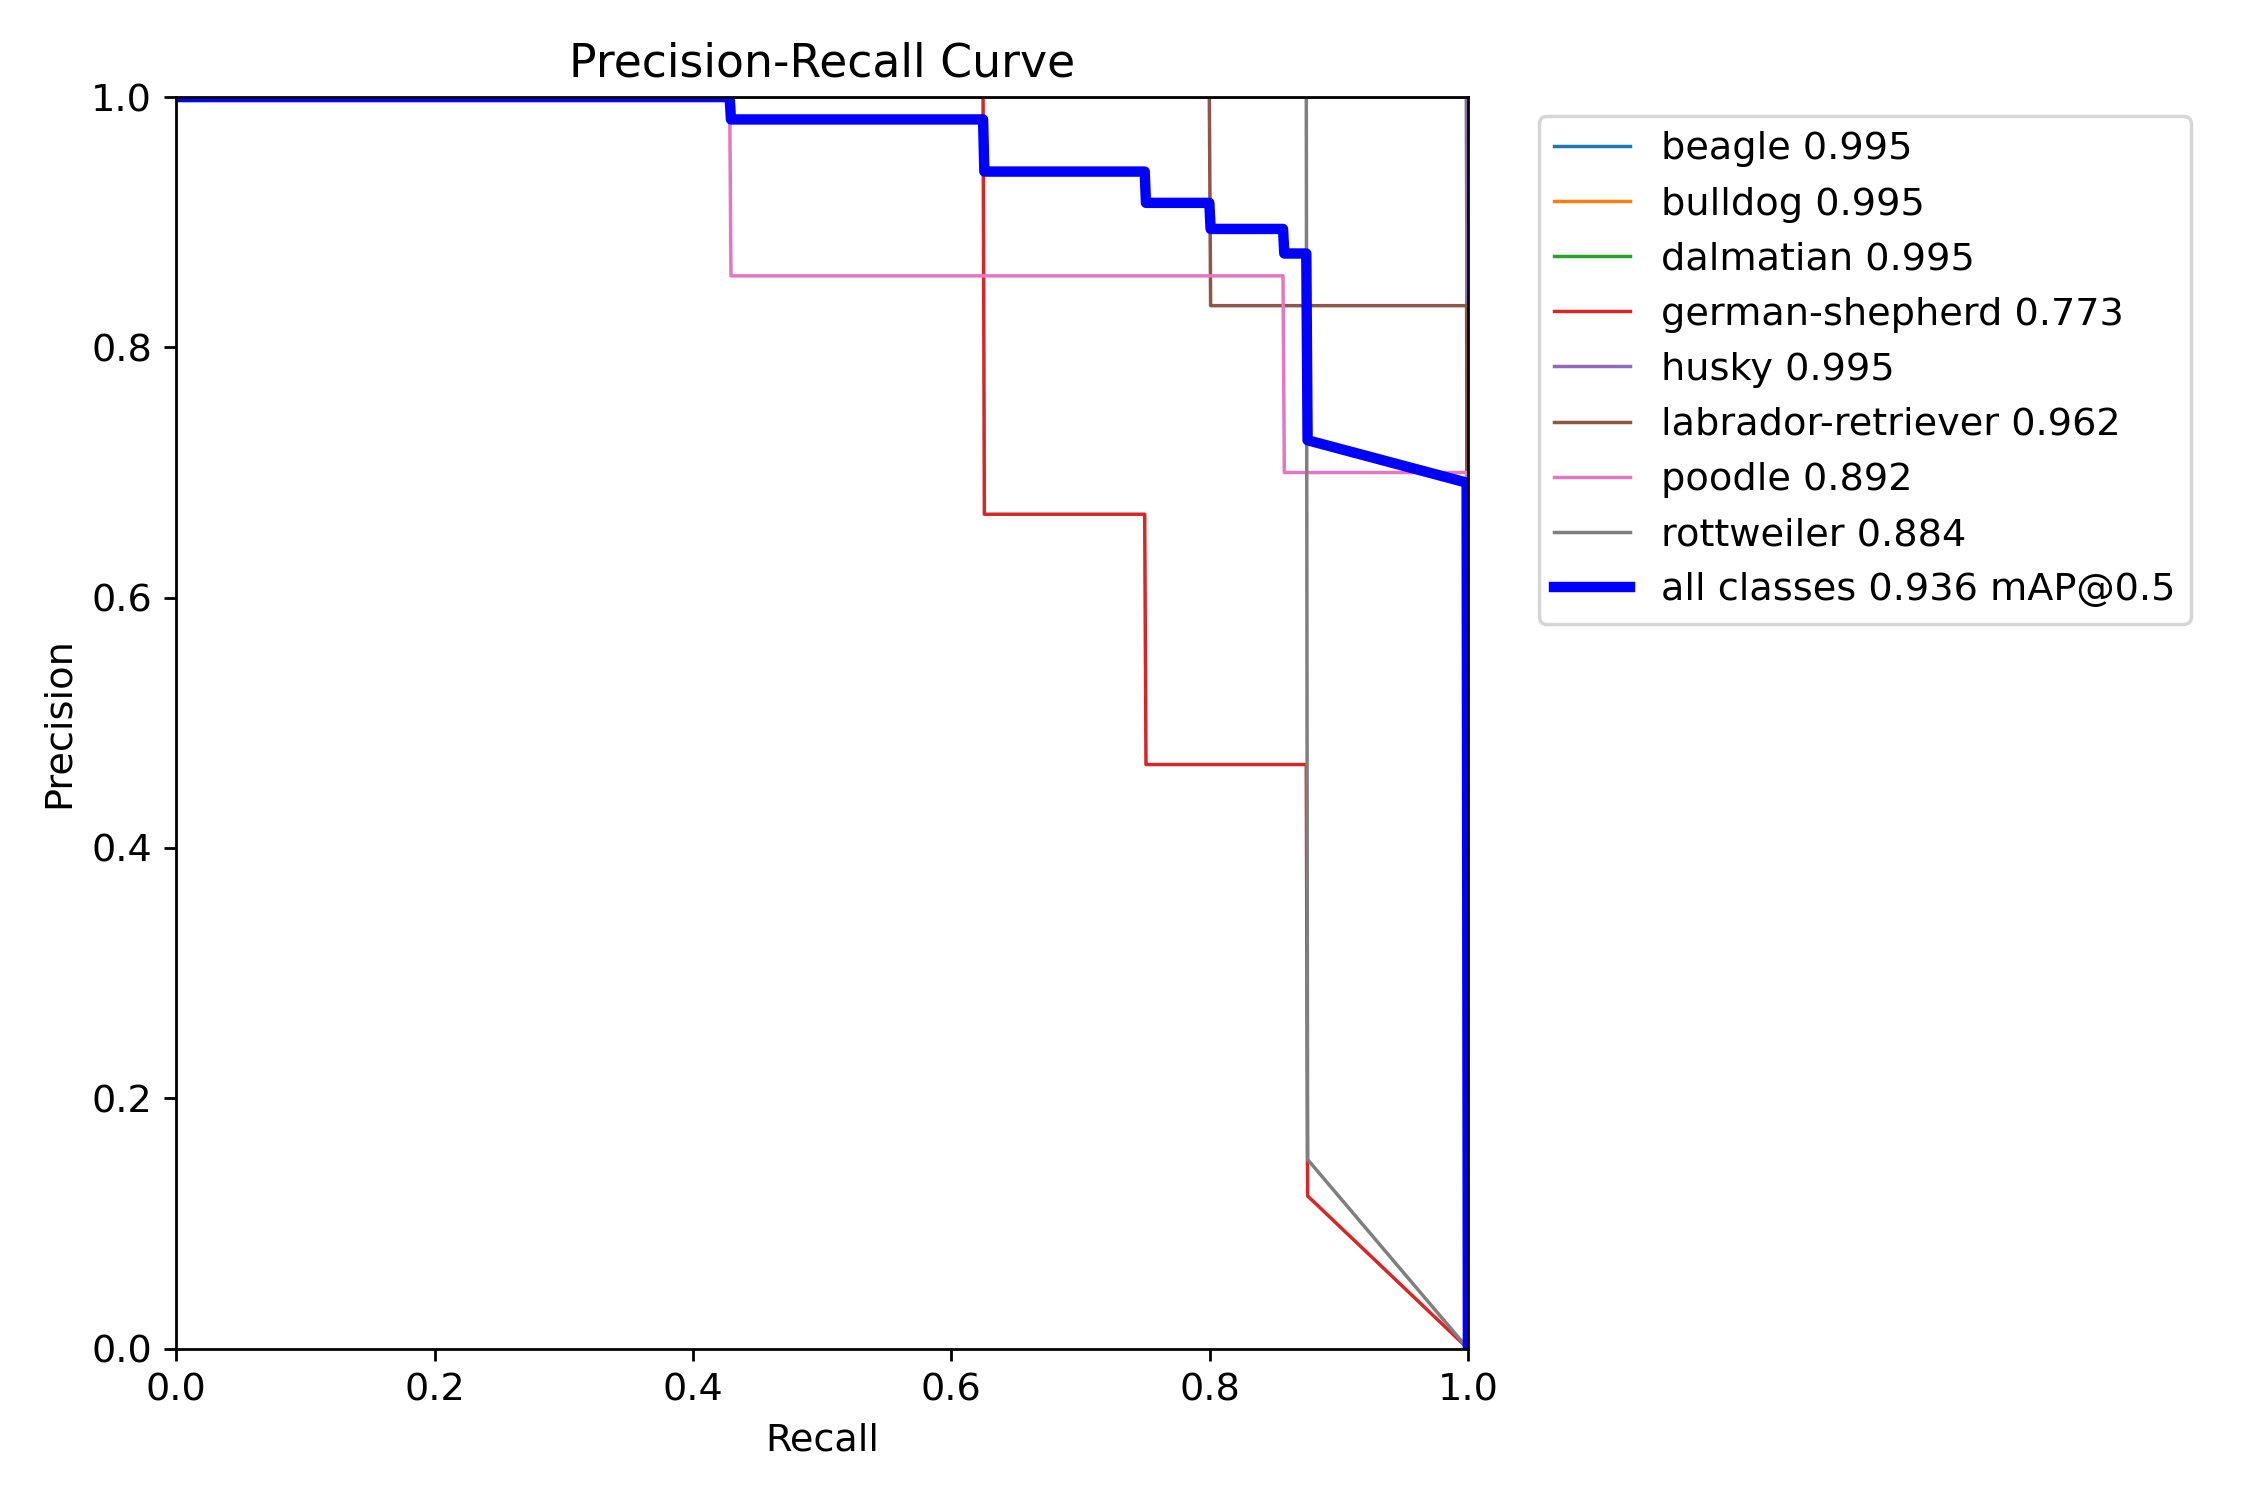 Precision-Recall Curve
1.0
0.8
0.6
0.4
0.2
0.0
Precision
0.0 0.2 0.4 0.6 0.8 1.0
Recall
beagle 0.995
bulldog 0.995
dalmatian 0.995
german-shepherd 0.773
husky 0.995
labrador-retriever 0.962
poodle 0.892
rottweiler 0.884
all classes 0.936 mAP@0.5